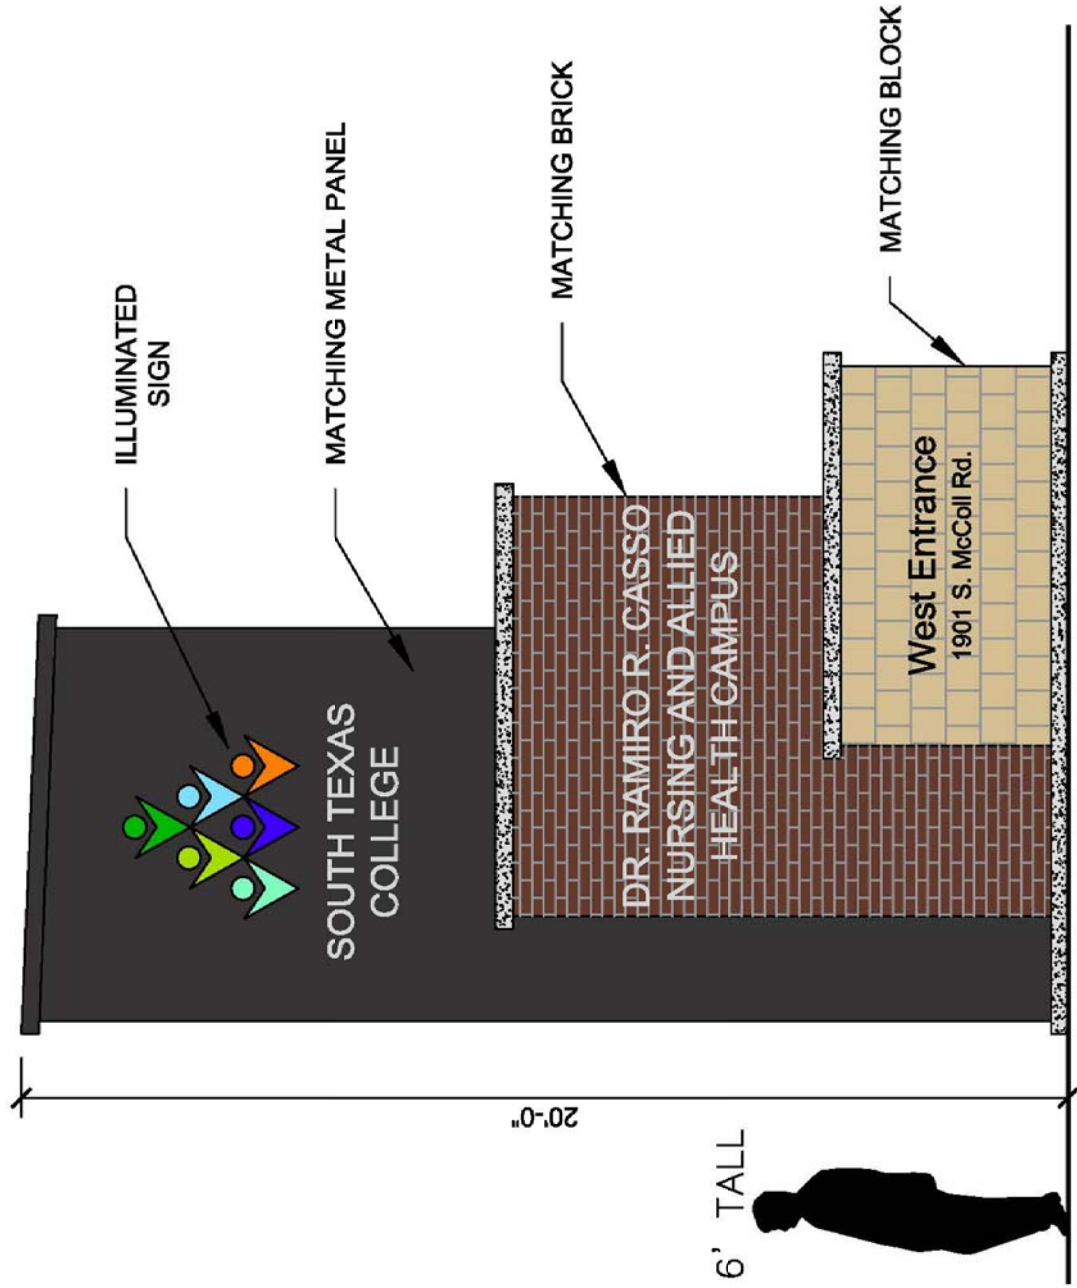 ILLUMINATED
SIGN
MATCHING METAL PANEL
SOUTH TEXAS
COLLEGE
MATCHING BRICK
DR. RAMIRO R. CASSO
NURSING AND ALLIED
HEALTH CAMPUS
MATCHING BLOCK
West Entrance
1901 S. McColl Rd.
20'-0"
6' TALL